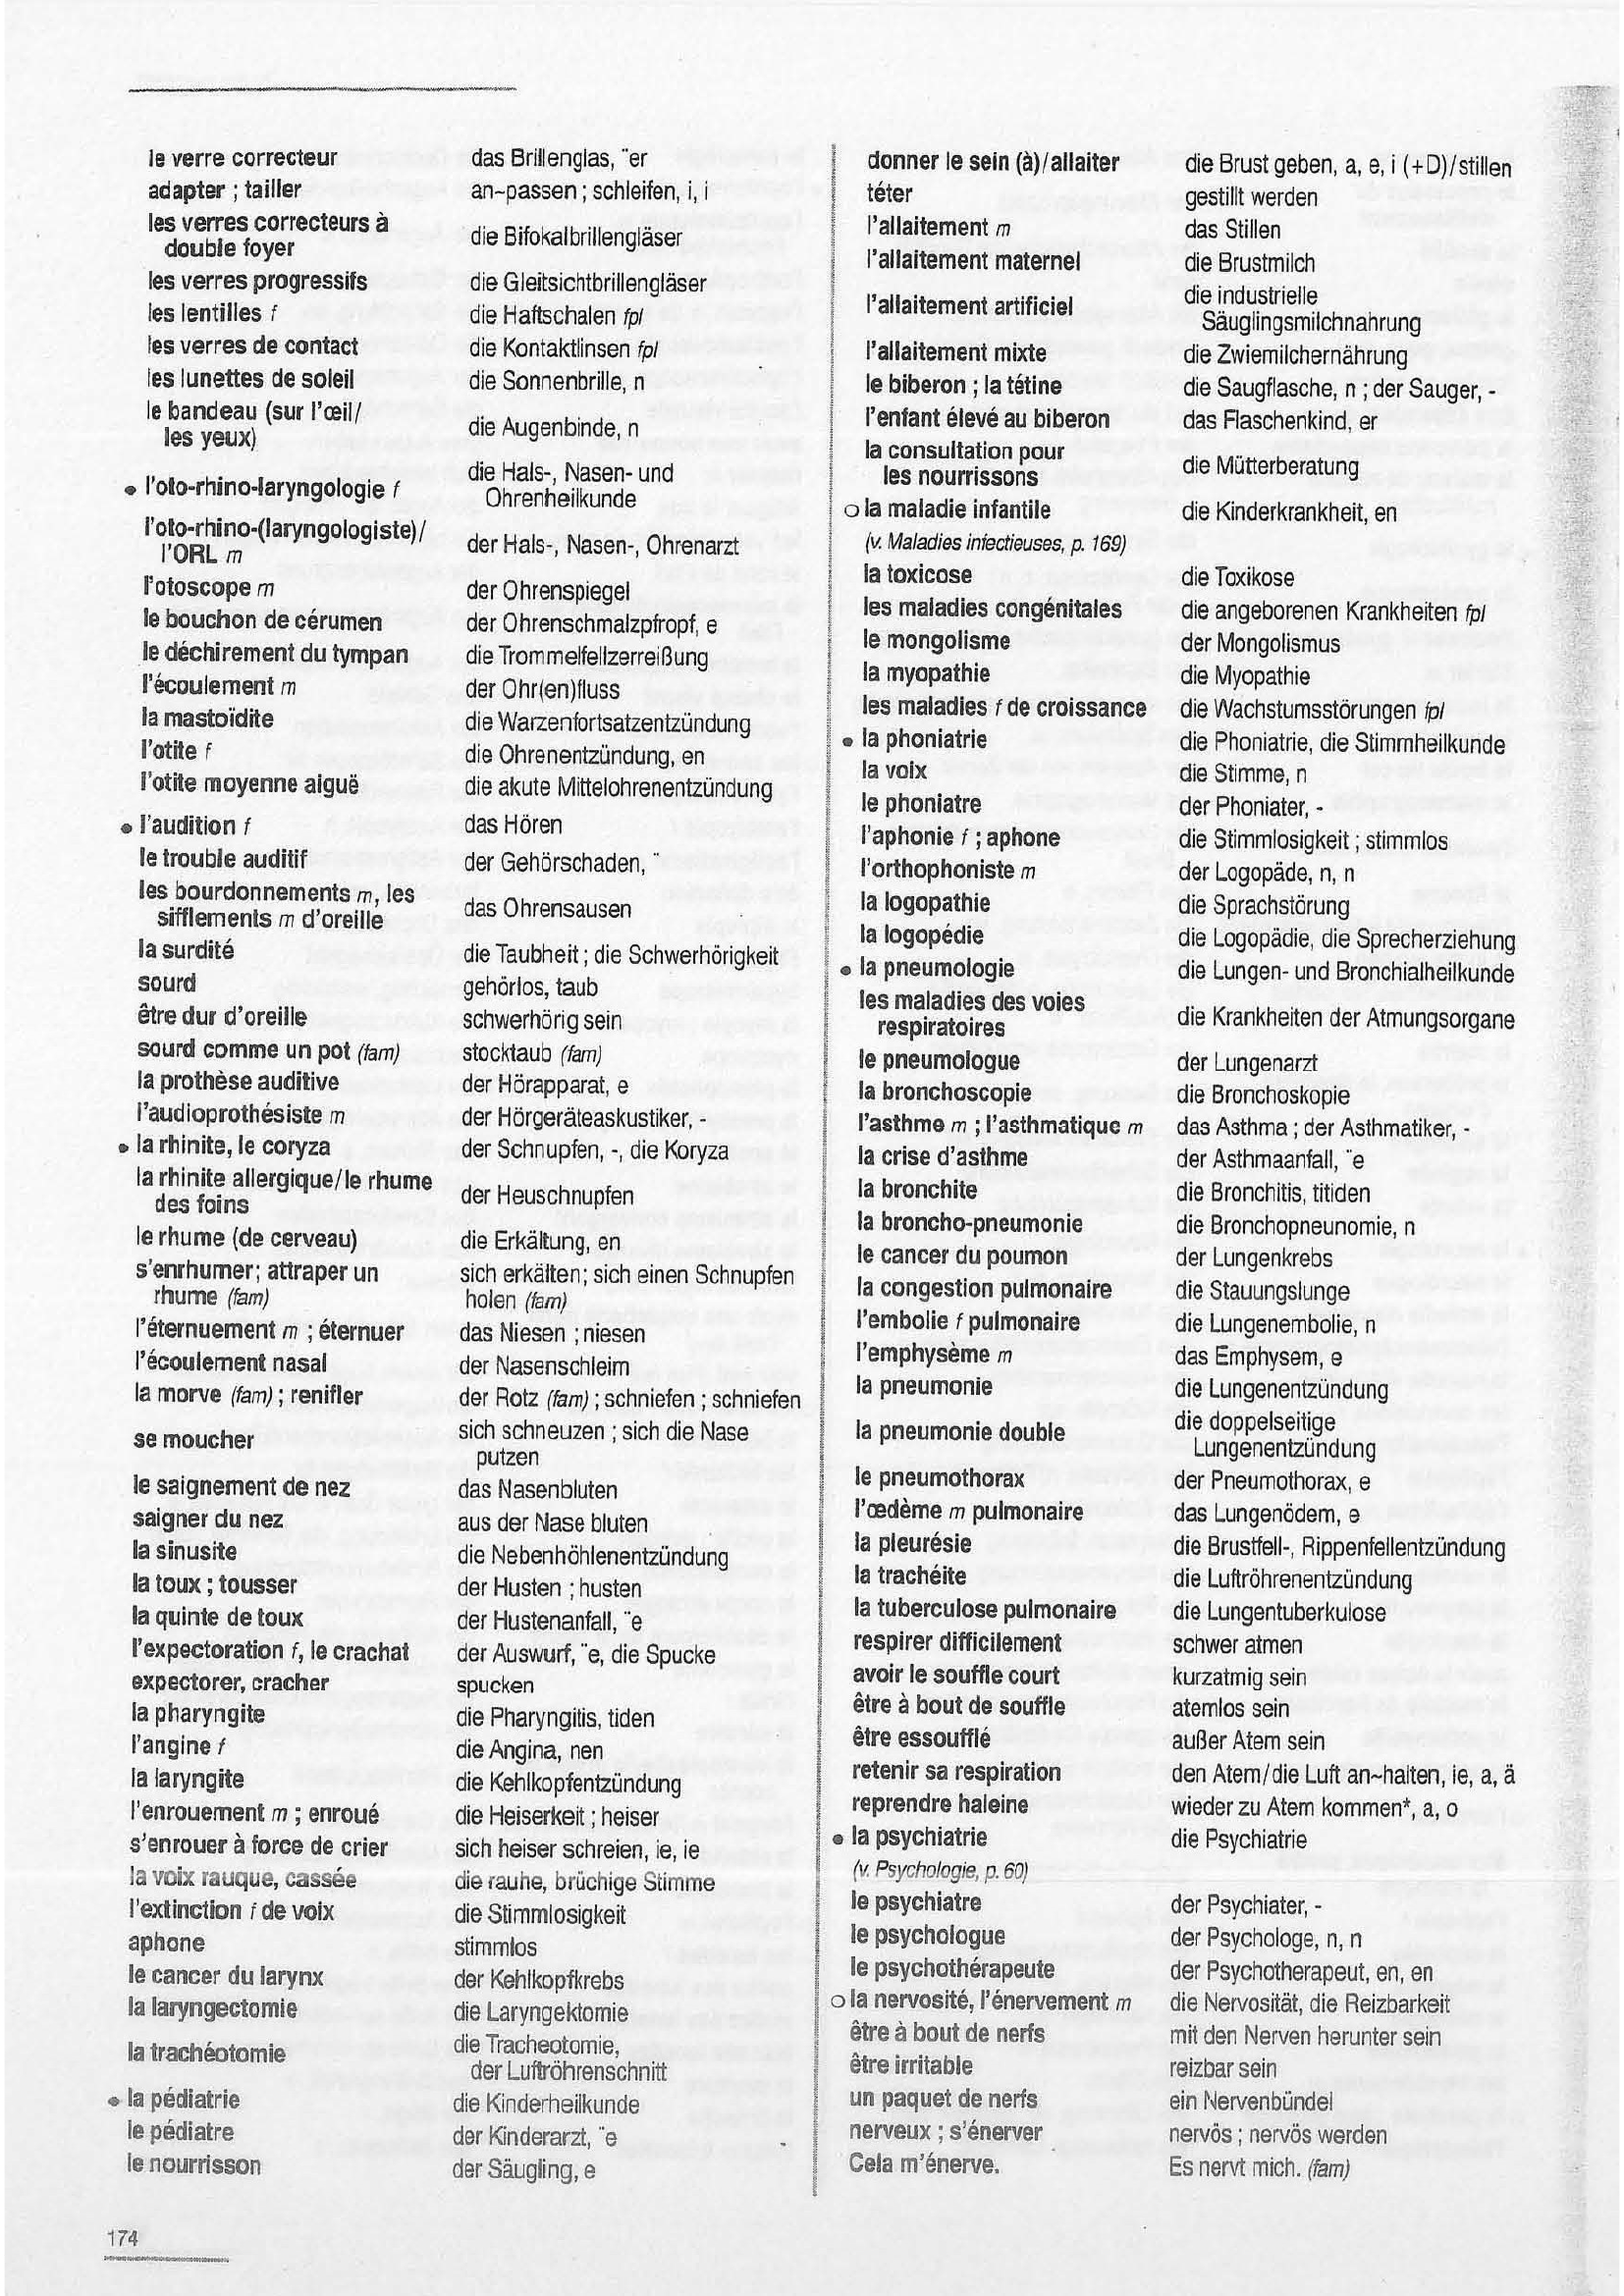 le verre correcteur das Brillenglas, ¨er
adapter ; tailler an~passen ; schleifen, i, i
les verres correcteurs à
double foyer die Bifokalbrillengläser
les verres progressifs die Gleitsichtbrillengläser
les lentilles f die Haftschalen fpl
les verres de contact die Kontaktlinsen fpl
les lunettes de soleil die Sonnenbrille, n
le bandeau (sur l'œil/
les yeux) die Augenbinde, n
• l'oto-rhino-laryngologie f die Hals-, Nasen- und
Ohrenheilkunde
l'oto-rhino-(laryngologiste)/
l'ORL m der Hals-, Nasen-, Ohrenarzt
l'otoscope m der Ohrenspiegel
le bouchon de cérumen der Ohrenschmalzpfropf, e
le déchirement du tympan die Trommelfellzerreißung
l'écoulement m der Ohr(en)fluss
la mastoïdite die Warzenfortsatzentzündung
l'otite f die Ohrenentzündung, en
l'otite moyenne aiguë die akute Mittelohrenentzündung
• l'audition f das Hören
le trouble auditif der Gehörschaden, ¨
les bourdonnements m, les
sifflements m d'oreille das Ohrensausen
la surdité die Taubheit ; die Schwerhörigkeit
sourd gehörlos, taub
être dur d'oreille schwerhörig sein
sourd comme un pot (fam) stocktaub (fam)
la prothèse auditive der Hörapparat, e
l'audioprothésiste m der Hörgeräteaskustiker, -
• la rhinite, le coryza der Schnupfen, -, die Koryza
la rhinite allergique/le rhume
des foins der Heuschnupfen
le rhume (de cerveau) die Erkältung, en
s'enrhumer; attraper un sich erkälten; sich einen Schnupfen
rhume (fam) holen (fam)
l'éternuement m ; éternuer das Niesen ; niesen
l'écoulement nasal der Nasenschleim
la morve (fam) ; renifler der Rotz (fam) ; schniefen ; schniefen
se moucher sich schneuzen ; sich die Nase
putzen
le saignement de nez das Nasenbluten
saigner du nez aus der Nase bluten
la sinusite die Nebenhöhlenentzündung
la toux ; tousser der Husten ; husten
la quinte de toux der Hustenanfall, ¨e
l'expectoration f, le crachat der Auswurf, ¨e, die Spucke
expectorer, cracher spucken
la pharyngite die Pharyngitis, tiden
l'angine f die Angina, nen
la laryngite die Kehlkopfentzündung
l'enrouement m ; enroué die Heiserkeit ; heiser
s'enrouer à force de crier sich heiser schreien, ie, ie
la voix rauque, cassée die rauhe, brüchige Stimme
l'extinction f de voix die Stimmlosigkeit
aphone stimmlos
le cancer du larynx der Kehlkopfkrebs
la laryngectomie die Laryngektomie
la trachéotomie die Tracheotomie,
der Luftröhrenschnitt
• la pédiatrie die Kinderheilkunde
le pédiatre der Kinderarzt, ¨e
le nourrisson der Säugling, e
donner le sein (à)/allaiter die Brust geben, a, e, i (+D)/stillen
téter gestillt werden
l'allaitement m das Stillen
l'allaitement maternel die Brustmilch
l'allaitement artificiel die industrielle
Säuglingsmilchnahrung
l'allaitement mixte die Zwiemilchernährung
le biberon ; la tétine die Saugflasche, n ; der Sauger, -
l'enfant élevé au biberon das Flaschenkind, er
la consultation pour
les nourrissons die Mütterberatung
○ la maladie infantile die Kinderkrankheit, en
(v. Maladies infectieuses, p. 169)
la toxicose die Toxikose
les maladies congénitales die angeborenen Krankheiten fpl
le mongolisme der Mongolismus
la myopathie die Myopathie
les maladies f de croissance die Wachstumsstörungen fpl
• la phoniatrie die Phoniatrie, die Stimmheilkunde
la voix die Stimme, n
le phoniatre der Phoniater, -
l'aphonie f ; aphone die Stimmlosigkeit ; stimmlos
l'orthophoniste m der Logopäde, n, n
la logopathie die Sprachstörung
la logopédie die Logopädie, die Sprecherziehung
• la pneumologie die Lungen- und Bronchialheilkunde
les maladies des voies
respiratoires die Krankheiten der Atmungsorgane
le pneumologue der Lungenarzt
la bronchoscopie die Bronchoskopie
l'asthme m ; l'asthmatique m das Asthma ; der Asthmatiker, -
la crise d'asthme der Asthmaanfall, ¨e
la bronchite die Bronchitis, titiden
la broncho-pneumonie die Bronchopneunomie, n
le cancer du poumon der Lungenkrebs
la congestion pulmonaire die Stauungslunge
l'embolie f pulmonaire die Lungenembolie, n
l'emphysème m das Emphysem, e
la pneumonie die Lungenentzündung
la pneumonie double die doppelseitige
Lungenentzündung
le pneumothorax der Pneumothorax, e
l'œdème m pulmonaire das Lungenödem, e
la pleurésie die Brustfell-, Rippenfellentzündung
la trachéite die Luftröhrenentzündung
la tuberculose pulmonaire die Lungentuberkulose
respirer difficilement schwer atmen
avoir le souffle court kurzatmig sein
être à bout de souffle atemlos sein
être essoufflé außer Atem sein
retenir sa respiration den Atem/die Luft an~halten, ie, a, ä
reprendre haleine wieder zu Atem kommen*, a, o
• la psychiatrie die Psychiatrie
(v. Psychologie, p. 60)
le psychiatre der Psychiater, -
le psychologue der Psychologe, n, n
le psychothérapeute der Psychotherapeut, en, en
○ la nervosité, l'énervement m die Nervosität, die Reizbarkeit
être à bout de nerfs mit den Nerven herunter sein
être irritable reizbar sein
un paquet de nerfs ein Nervenbündel
nerveux ; s'énerver nervös ; nervös werden
Cela m'énerve. Es nervt mich. (fam)
174